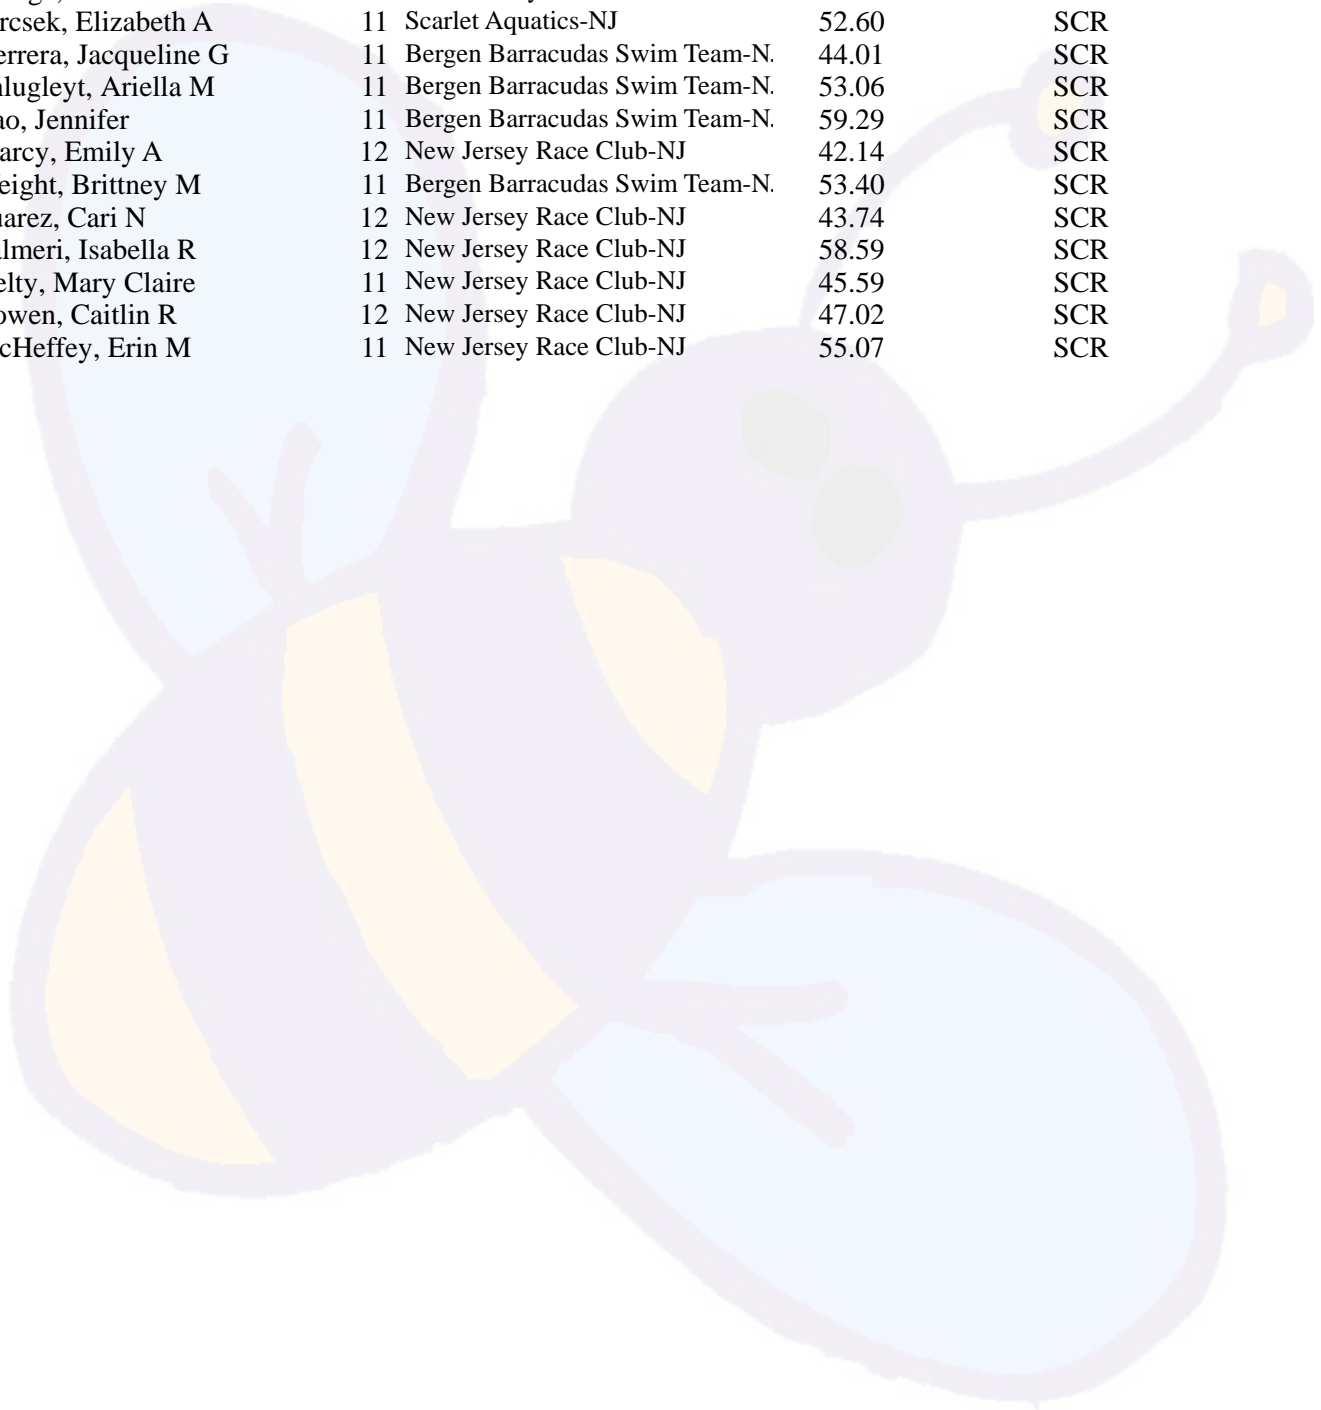 rcsek, Elizabeth A 11 Scarlet Aquatics-NJ 52.60 SCR
errera, Jacqueline G 11 Bergen Barracudas Swim Team-N. 44.01 SCR
lugleyt, Ariella M 11 Bergen Barracudas Swim Team-N. 53.06 SCR
ao, Jennifer 11 Bergen Barracudas Swim Team-N. 59.29 SCR
arcy, Emily A 12 New Jersey Race Club-NJ 42.14 SCR
eight, Brittney M 11 Bergen Barracudas Swim Team-N. 53.40 SCR
uarez, Cari N 12 New Jersey Race Club-NJ 43.74 SCR
almeri, Isabella R 12 New Jersey Race Club-NJ 58.59 SCR
elty, Mary Claire 11 New Jersey Race Club-NJ 45.59 SCR
owen, Caitlin R 12 New Jersey Race Club-NJ 47.02 SCR
cHeffey, Erin M 11 New Jersey Race Club-NJ 55.07 SCR